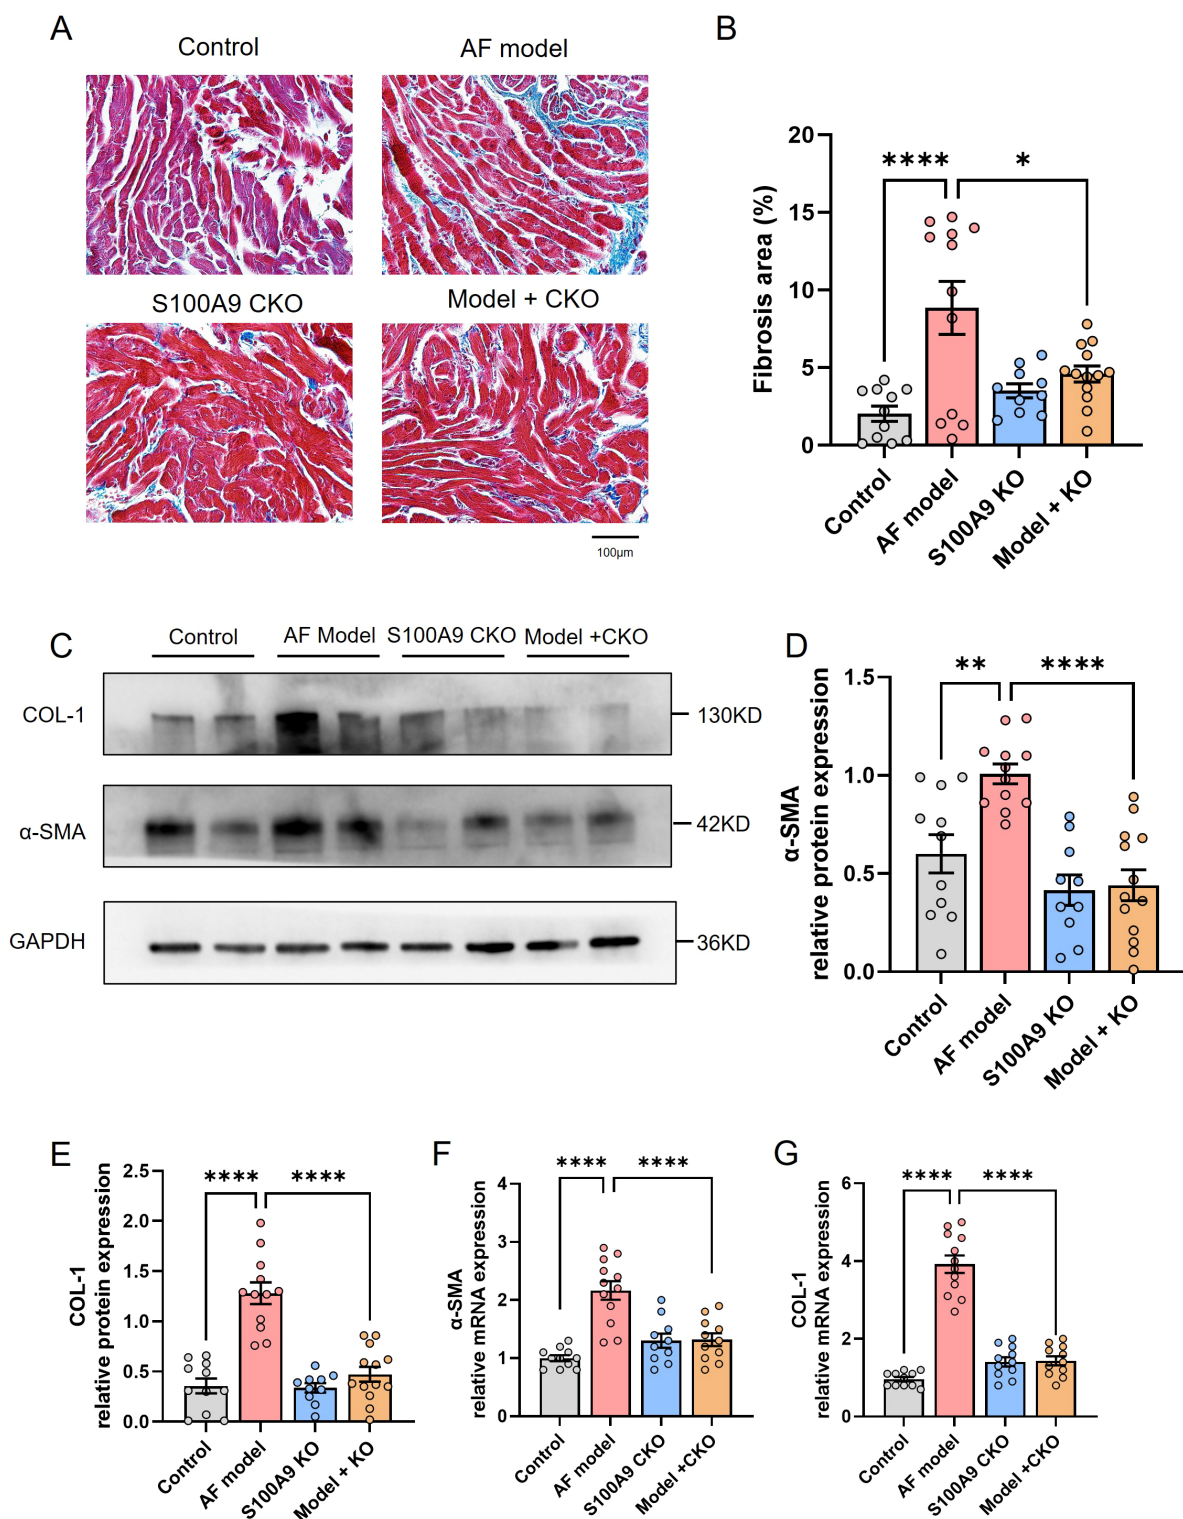 A
Control
AF model
S100A9 CKO
Model + CKO
100μm
B
Fibrosis area (%)
20
15
10
5
0
****
*
Control
AF model
S100A9 KO
Model + KO
C
Control
AF Model
S100A9 CKO
Model +CKO
COL-1
130KD
α-SMA
42KD
GAPDH
36KD
D
α-SMA
relative protein expression
1.5
1.0
0.5
0.0
**
****
Control
AF model
S100A9 KO
Model + KO
E
COL-1
relative protein expression
2.5
2.0
1.5
1.0
0.5
0.0
****
****
Control
AF model
S100A9 KO
Model + KO
F
α-SMA
relative mRNA expression
4
3
2
1
0
****
****
Control
AF model
S100A9 CKO
Model +CKO
G
COL-1
relative mRNA expression
6
4
2
0
****
****
Control
AF model
S100A9 CKO
Model +CKO